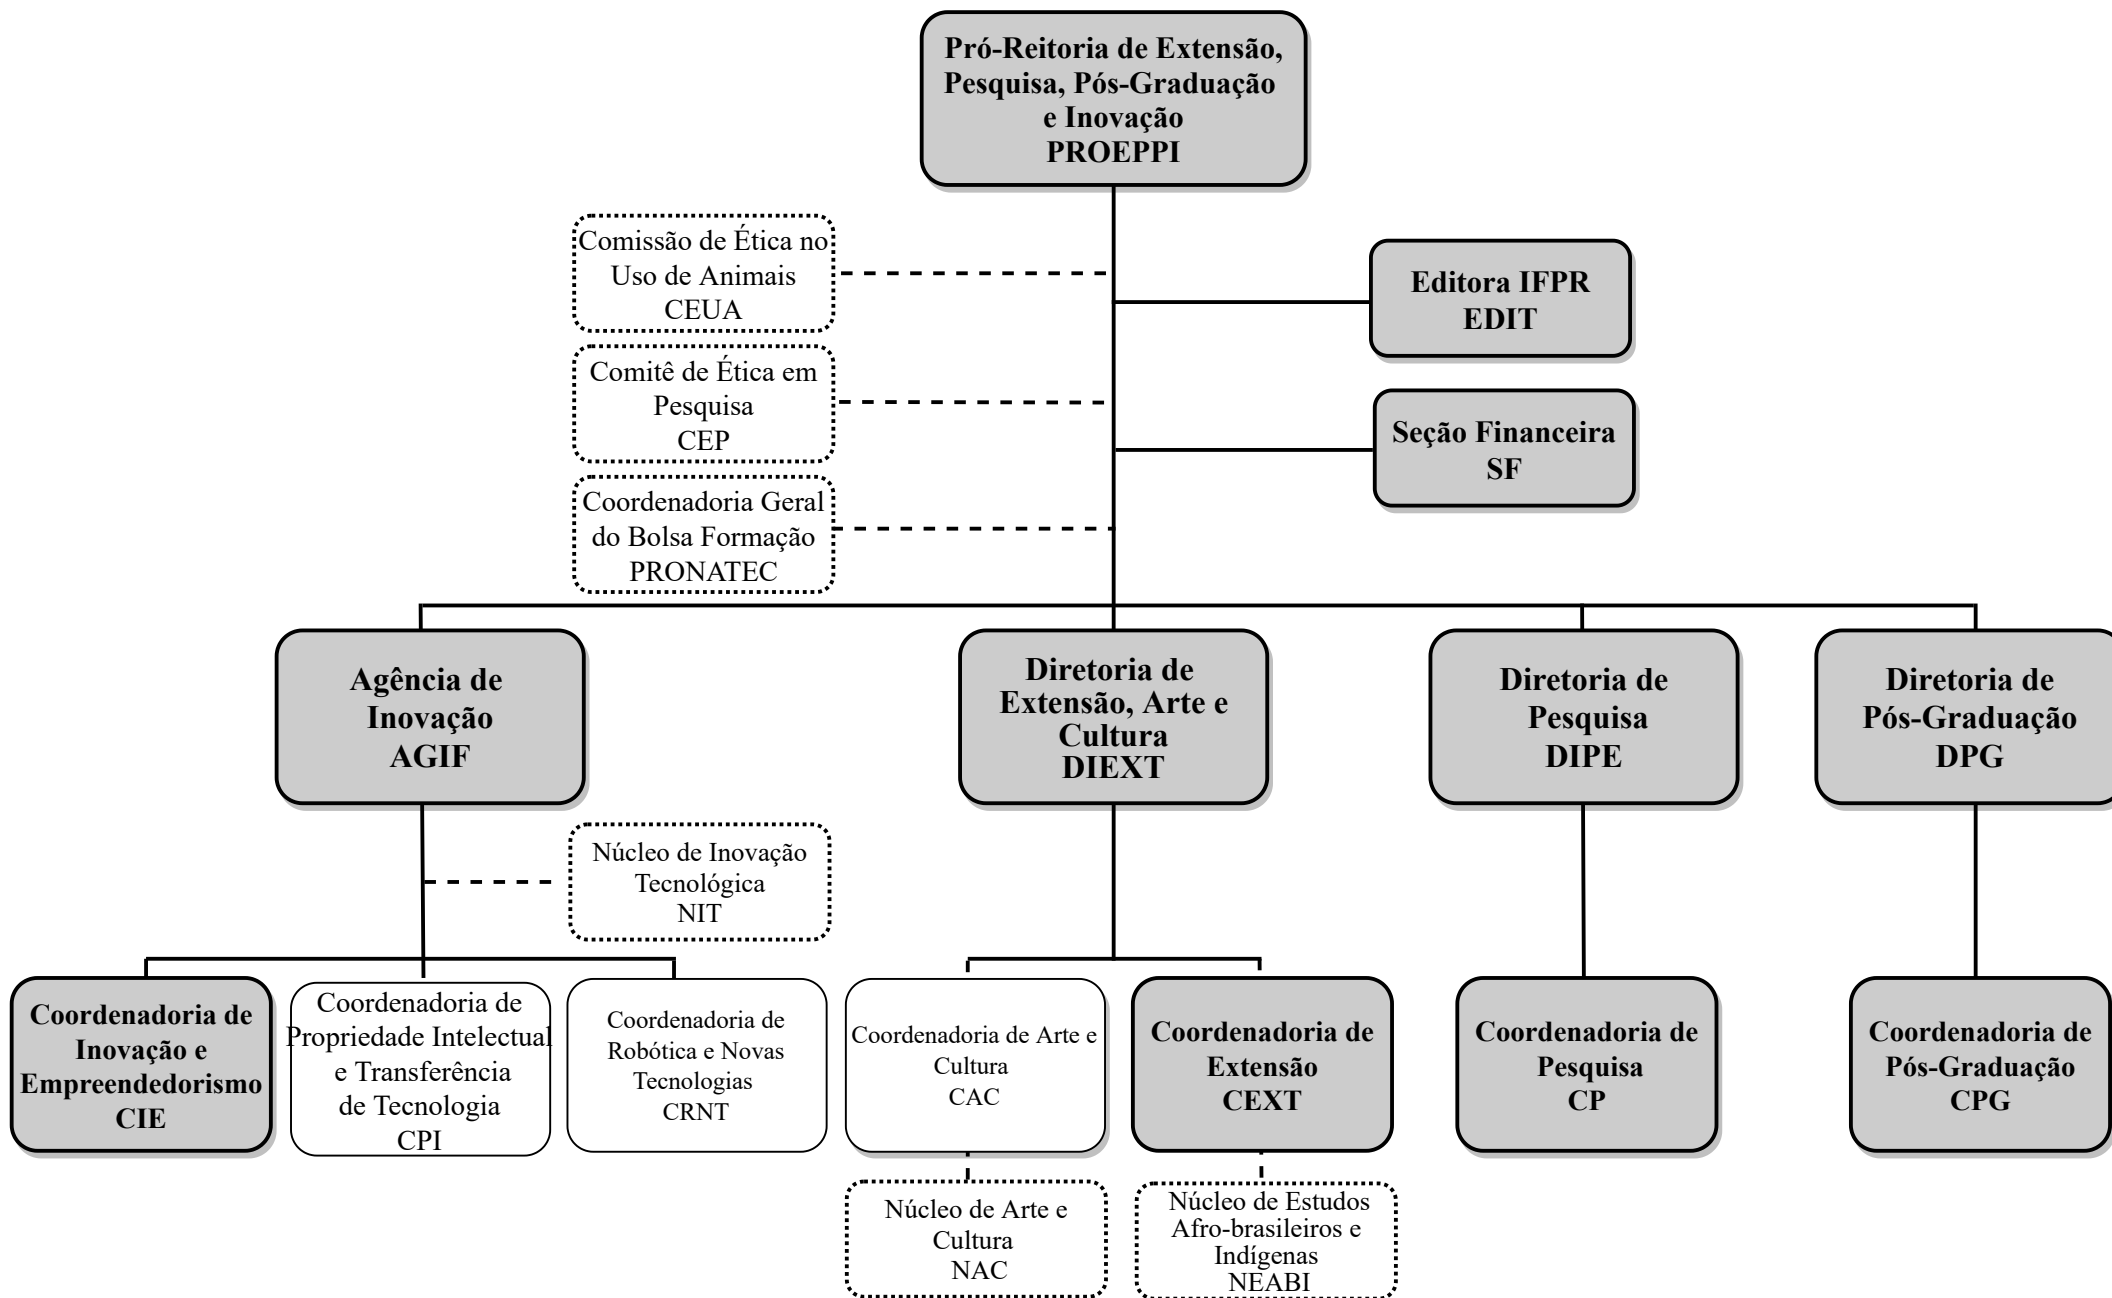 Pró-Reitoria de Extensão,
Pesquisa, Pós-Graduação
e Inovação
PROEPPI
Comissão de Ética no
Uso de Animais
CEUA
Editora IFPR
EDIT
Comitê de Ética em
Pesquisa
CEP
Seção Financeira
SF
Coordenadoria Geral
do Bolsa Formação
PRONATEC
Agência de
Inovação
AGIF
Diretoria de
Extensão, Arte e
Cultura
DIEXT
Diretoria de
Pesquisa
DIPE
Diretoria de
Pós-Graduação
DPG
Núcleo de Inovação
Tecnológica
NIT
Coordenadoria de
Inovação e
Empreendedorismo
CIE
Coordenadoria de
Propriedade Intelectual
e Transferência
de Tecnologia
CPI
Coordenadoria de
Robótica e Novas
Tecnologias
CRNT
Coordenadoria de Arte e
Cultura
CAC
Coordenadoria de
Extensão
CEXT
Coordenadoria de
Pesquisa
CP
Coordenadoria de
Pós-Graduação
CPG
Núcleo de Arte e
Cultura
NAC
Núcleo de Estudos
Afro-brasileiros e
Indígenas
NEABI